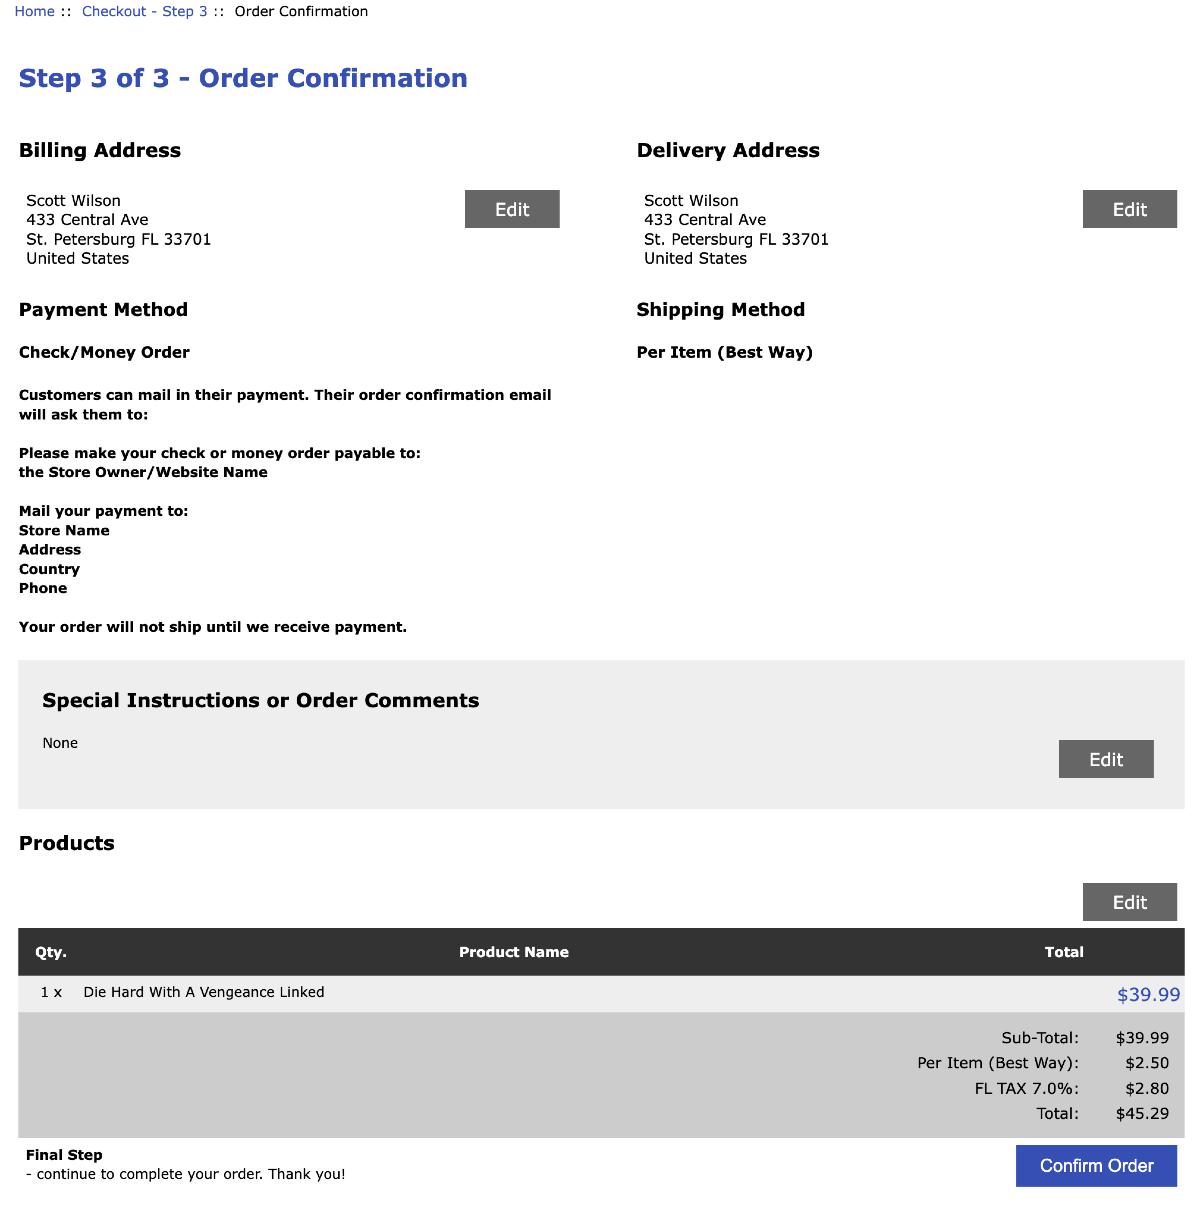 Home :: Checkout - Step 3 :: Order Confirmation
Step 3 of 3 - Order Confirmation
Billing Address
Scott Wilson
433 Central Ave
St. Petersburg FL 33701
United States
Edit
Delivery Address
Scott Wilson
433 Central Ave
St. Petersburg FL 33701
United States
Edit
Payment Method
Check/Money Order
Customers can mail in their payment. Their order confirmation email
will ask them to:
Please make your check or money order payable to:
the Store Owner/Website Name
Mail your payment to:
Store Name
Address
Country
Phone
Your order will not ship until we receive payment.
Shipping Method
Per Item (Best Way)
Special Instructions or Order Comments
None
Edit
Products
Edit
Qty. Product Name Total
1 x Die Hard With A Vengeance Linked $39.99
Sub-Total: $39.99
Per Item (Best Way): $2.50
FL TAX 7.0%: $2.80
Total: $45.29
Final Step
- continue to complete your order. Thank you!
Confirm Order